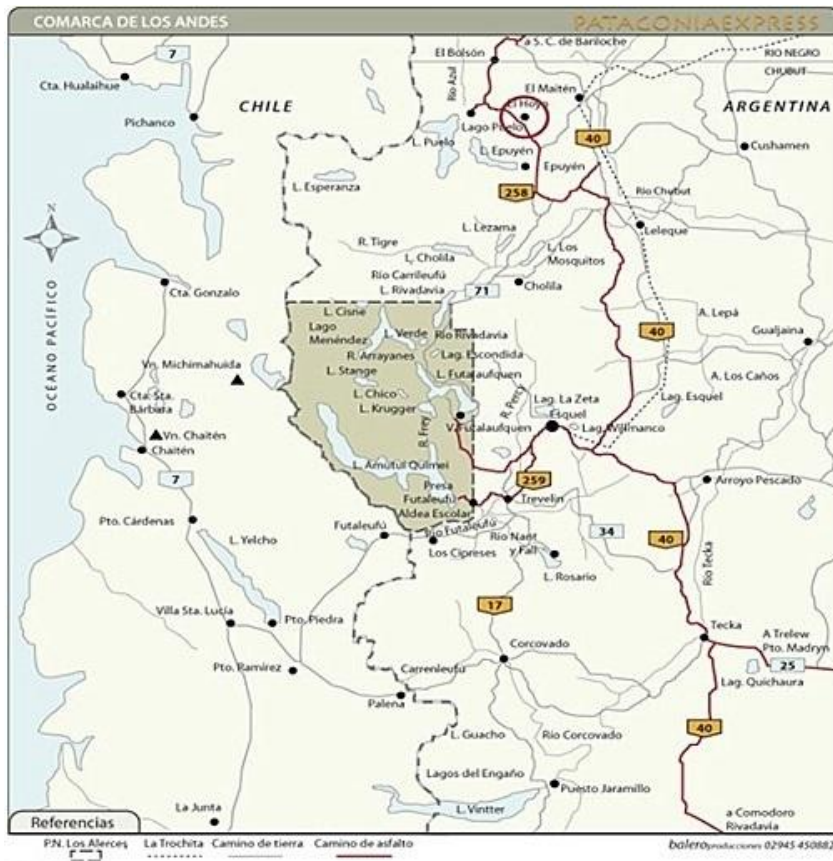 COMARCA DE LOS ANDES
PATAGONIAEXPRESS
a S. C. de Bariloche
RIO NEGRO
CHUBUT
7
El Bolsón
Cta. Hualaihue
Río Azul
El Maitén
CHILE
ARGENTINA
El Hoyo
Pichanco
Lago Puelo
L. Puelo
40
Cushamen
L. Epuyén
Epuyén
L. Esperanza
258
Río Chubut
L. Lezama
Leleque
R. Tigre
L. Cholila
L. Los
Mosquitos
Río Carrileufú
L. Rivadavia
71
Cholila
Cta. Gonzalo
OCÉANO PACÍFICO
N
L. Cisne
Lago
Menéndez
L. Verde
Río Rivadavia
A. Lepá
40
Gualjaina
R. Arrayanes
Lag. Escondida
Vn. Michimahuida
L. Stange
L. Futalaufquen
A. Los Caños
Cta. Sta.
Bárbara
L. Chico
L. Krugger
R. Percy
Lag. La Zeta
Lag. Esquel
Esquel
V. Futalaufquen
Lag. Willmanco
R. Frey
Vn. Chaitén
Chaitén
L. Amutui Quimei
7
259
Arroyo Pescado
Presa
Futaleufú
Trevelin
Aldea Escolar
Pto. Cárdenas
Futaleufú
Río Futaleufú
34
L. Yelcho
Los Cipreses
Río Nant
y Fall
40
Río Tecka
L. Rosario
17
Villa Sta. Lucía
Pto. Piedra
Tecka
A Trelew
Pto. Madryn
Corcovado
25
Pto. Ramírez
Carrenleufú
Lag. Quichaura
Palena
40
L. Guacho
Río Corcovado
Lagos del Engaño
Puesto Jaramillo
La Junta
L. Vintter
a Comodoro
Rivadavia
Referencias
P.N. Los Alerces
La Trochita
Camino de tierra
Camino de asfalto
balero producciones 02945 450882